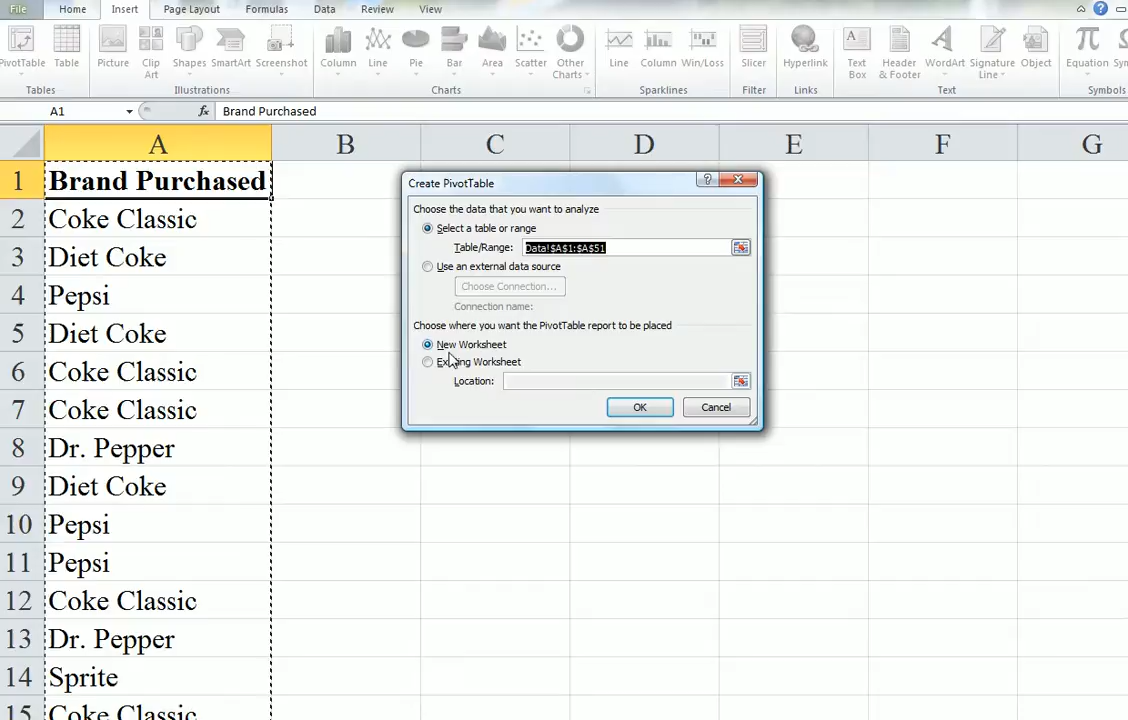 File Home Insert Page Layout Formulas Data Review View
PivotTable Table Picture Clip Art Shapes SmartArt Screenshot Column Line Pie Bar Area Scatter Other Charts Line Column Win/Loss Slicer Hyperlink Text Box Header & Footer WordArt Signature Line Object Equation
Tables Illustrations Charts Sparklines Filter Links Text Symbols
A1 fx Brand Purchased
A B C D E F G
Create PivotTable
Choose the data that you want to analyze
Select a table or range
Table/Range: Data!$A$1:$A$51
Use an external data source
Choose Connection...
Connection name:
Choose where you want the PivotTable report to be placed
New Worksheet
Existing Worksheet
Location:
OK Cancel
1 Brand Purchased
2 Coke Classic
3 Diet Coke
4 Pepsi
5 Diet Coke
6 Coke Classic
7 Coke Classic
8 Dr. Pepper
9 Diet Coke
10 Pepsi
11 Pepsi
12 Coke Classic
13 Dr. Pepper
14 Sprite
15 Coke Classic